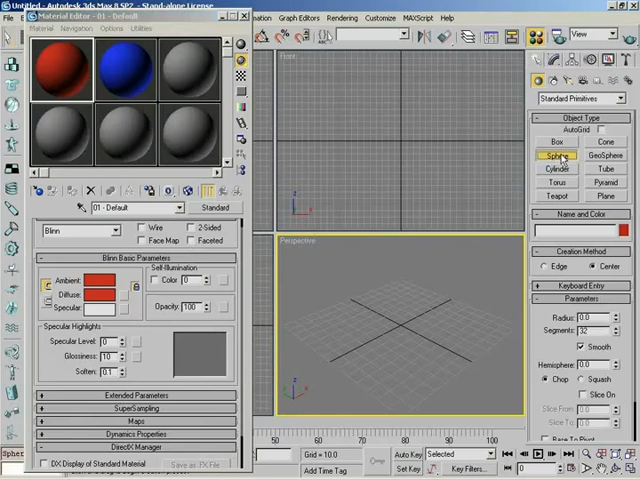 Untitled - Autodesk 3ds Max 8 SP2 - Stand-alone License
Material Editor - 01 - Default
Animation Graph Editors Rendering Customize MAXScript Help
Material Navigation Options Utilities
View
Front
Standard Primitives
Object Type
AutoGrid
Box Cone
Sphere GeoSphere
Cylinder Tube
Torus Pyramid
Teapot Plane
01 - Default Standard
Name and Color
Blinn
Wire 2-Sided
Face Map Faceted
Perspective
Creation Method
Edge Center
Blinn Basic Parameters
Self-Illumination
Ambient:
Color 0
Diffuse:
Specular:
Opacity: 100
Keyboard Entry
Parameters
Radius: 0.0
Segments: 32
Smooth
Specular Highlights
Specular Level: 0
Glossiness: 10
Soften: 0.1
Hemisphere: 0.0
Chop Squash
Slice On
Slice From: 0.0
Slice To: 0.0
Base To Pivot
Extended Parameters
SuperSampling
Maps
Dynamics Properties
DirectX Manager
DX Display of Standard Material Save as .FX File
50 60 70 80 90 100
Grid = 10.0
Auto Key Selected
Add Time Tag
Set Key Key Filters...
0